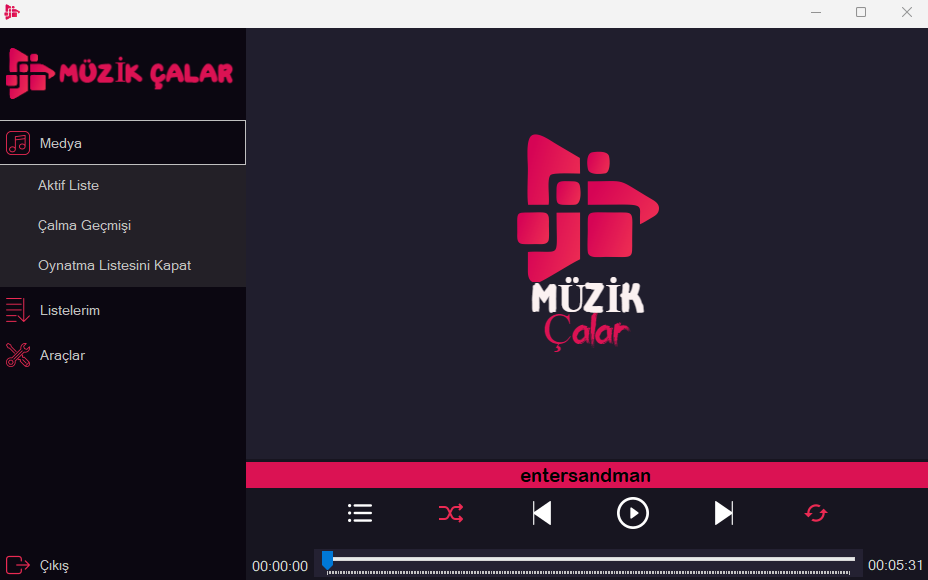 MÜZİK ÇALAR
Medya
Aktif Liste
Çalma Geçmişi
Oynatma Listesini Kapat
Listelerim
Araçlar
Çıkış
MÜZİK
Çalar
entersandman
00:00:00
00:05:31